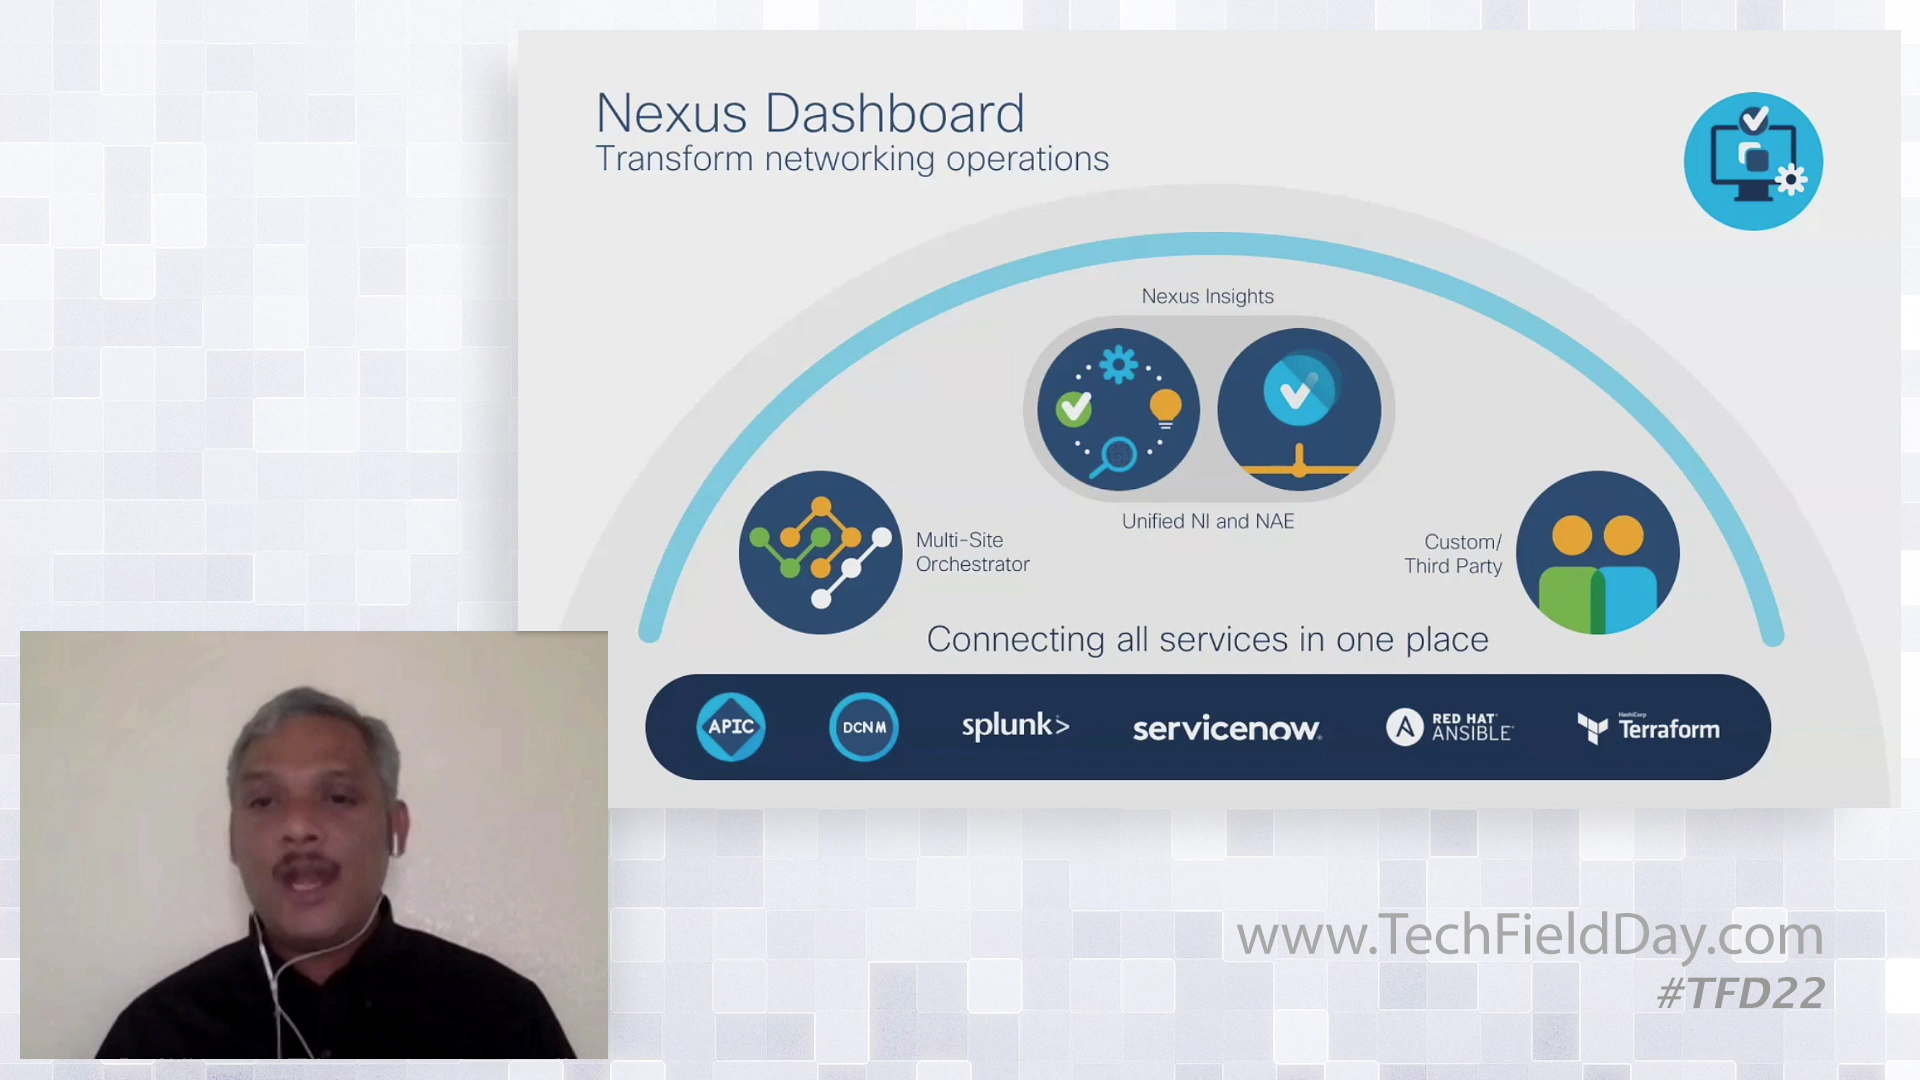 Nexus Dashboard
Transform networking operations
Nexus Insights
Unified NI and NAE
Multi-Site
Orchestrator
Custom/
Third Party
Connecting all services in one place
APIC
DCNM
splunk>
servicenow
RED HAT
ANSIBLE
HashiCorp
Terraform
www.TechFieldDay.com
#TFD22